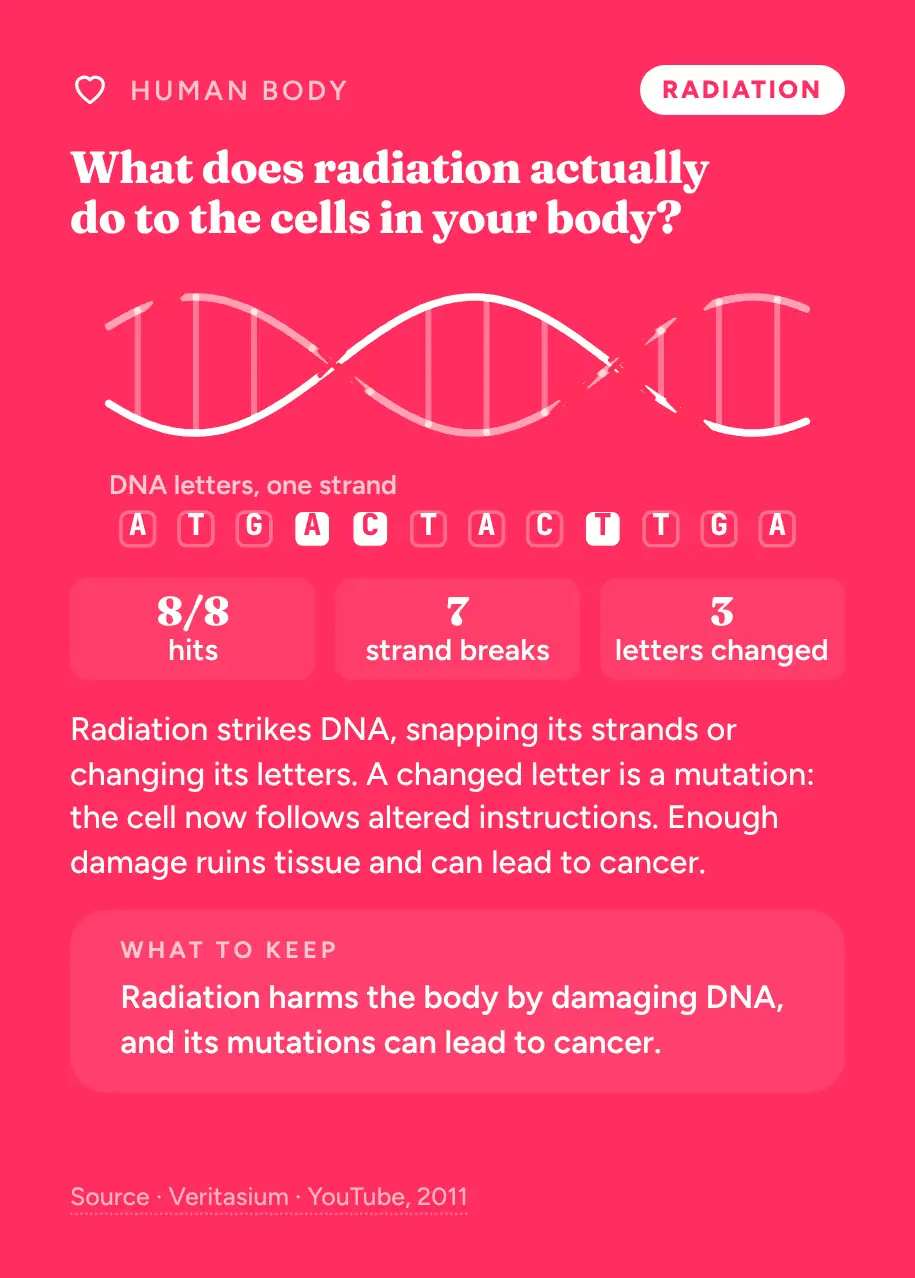 HUMAN BODY
RADIATION
What does radiation actually
do to the cells in your body?
DNA letters, one strand
A T G A C T A C T T G A
8/8
hits
7
strand breaks
3
letters changed
Radiation strikes DNA, snapping its strands or
changing its letters. A changed letter is a mutation:
the cell now follows altered instructions. Enough
damage ruins tissue and can lead to cancer.
WHAT TO KEEP
Radiation harms the body by damaging DNA,
and its mutations can lead to cancer.
Source · Veritasium · YouTube, 2011